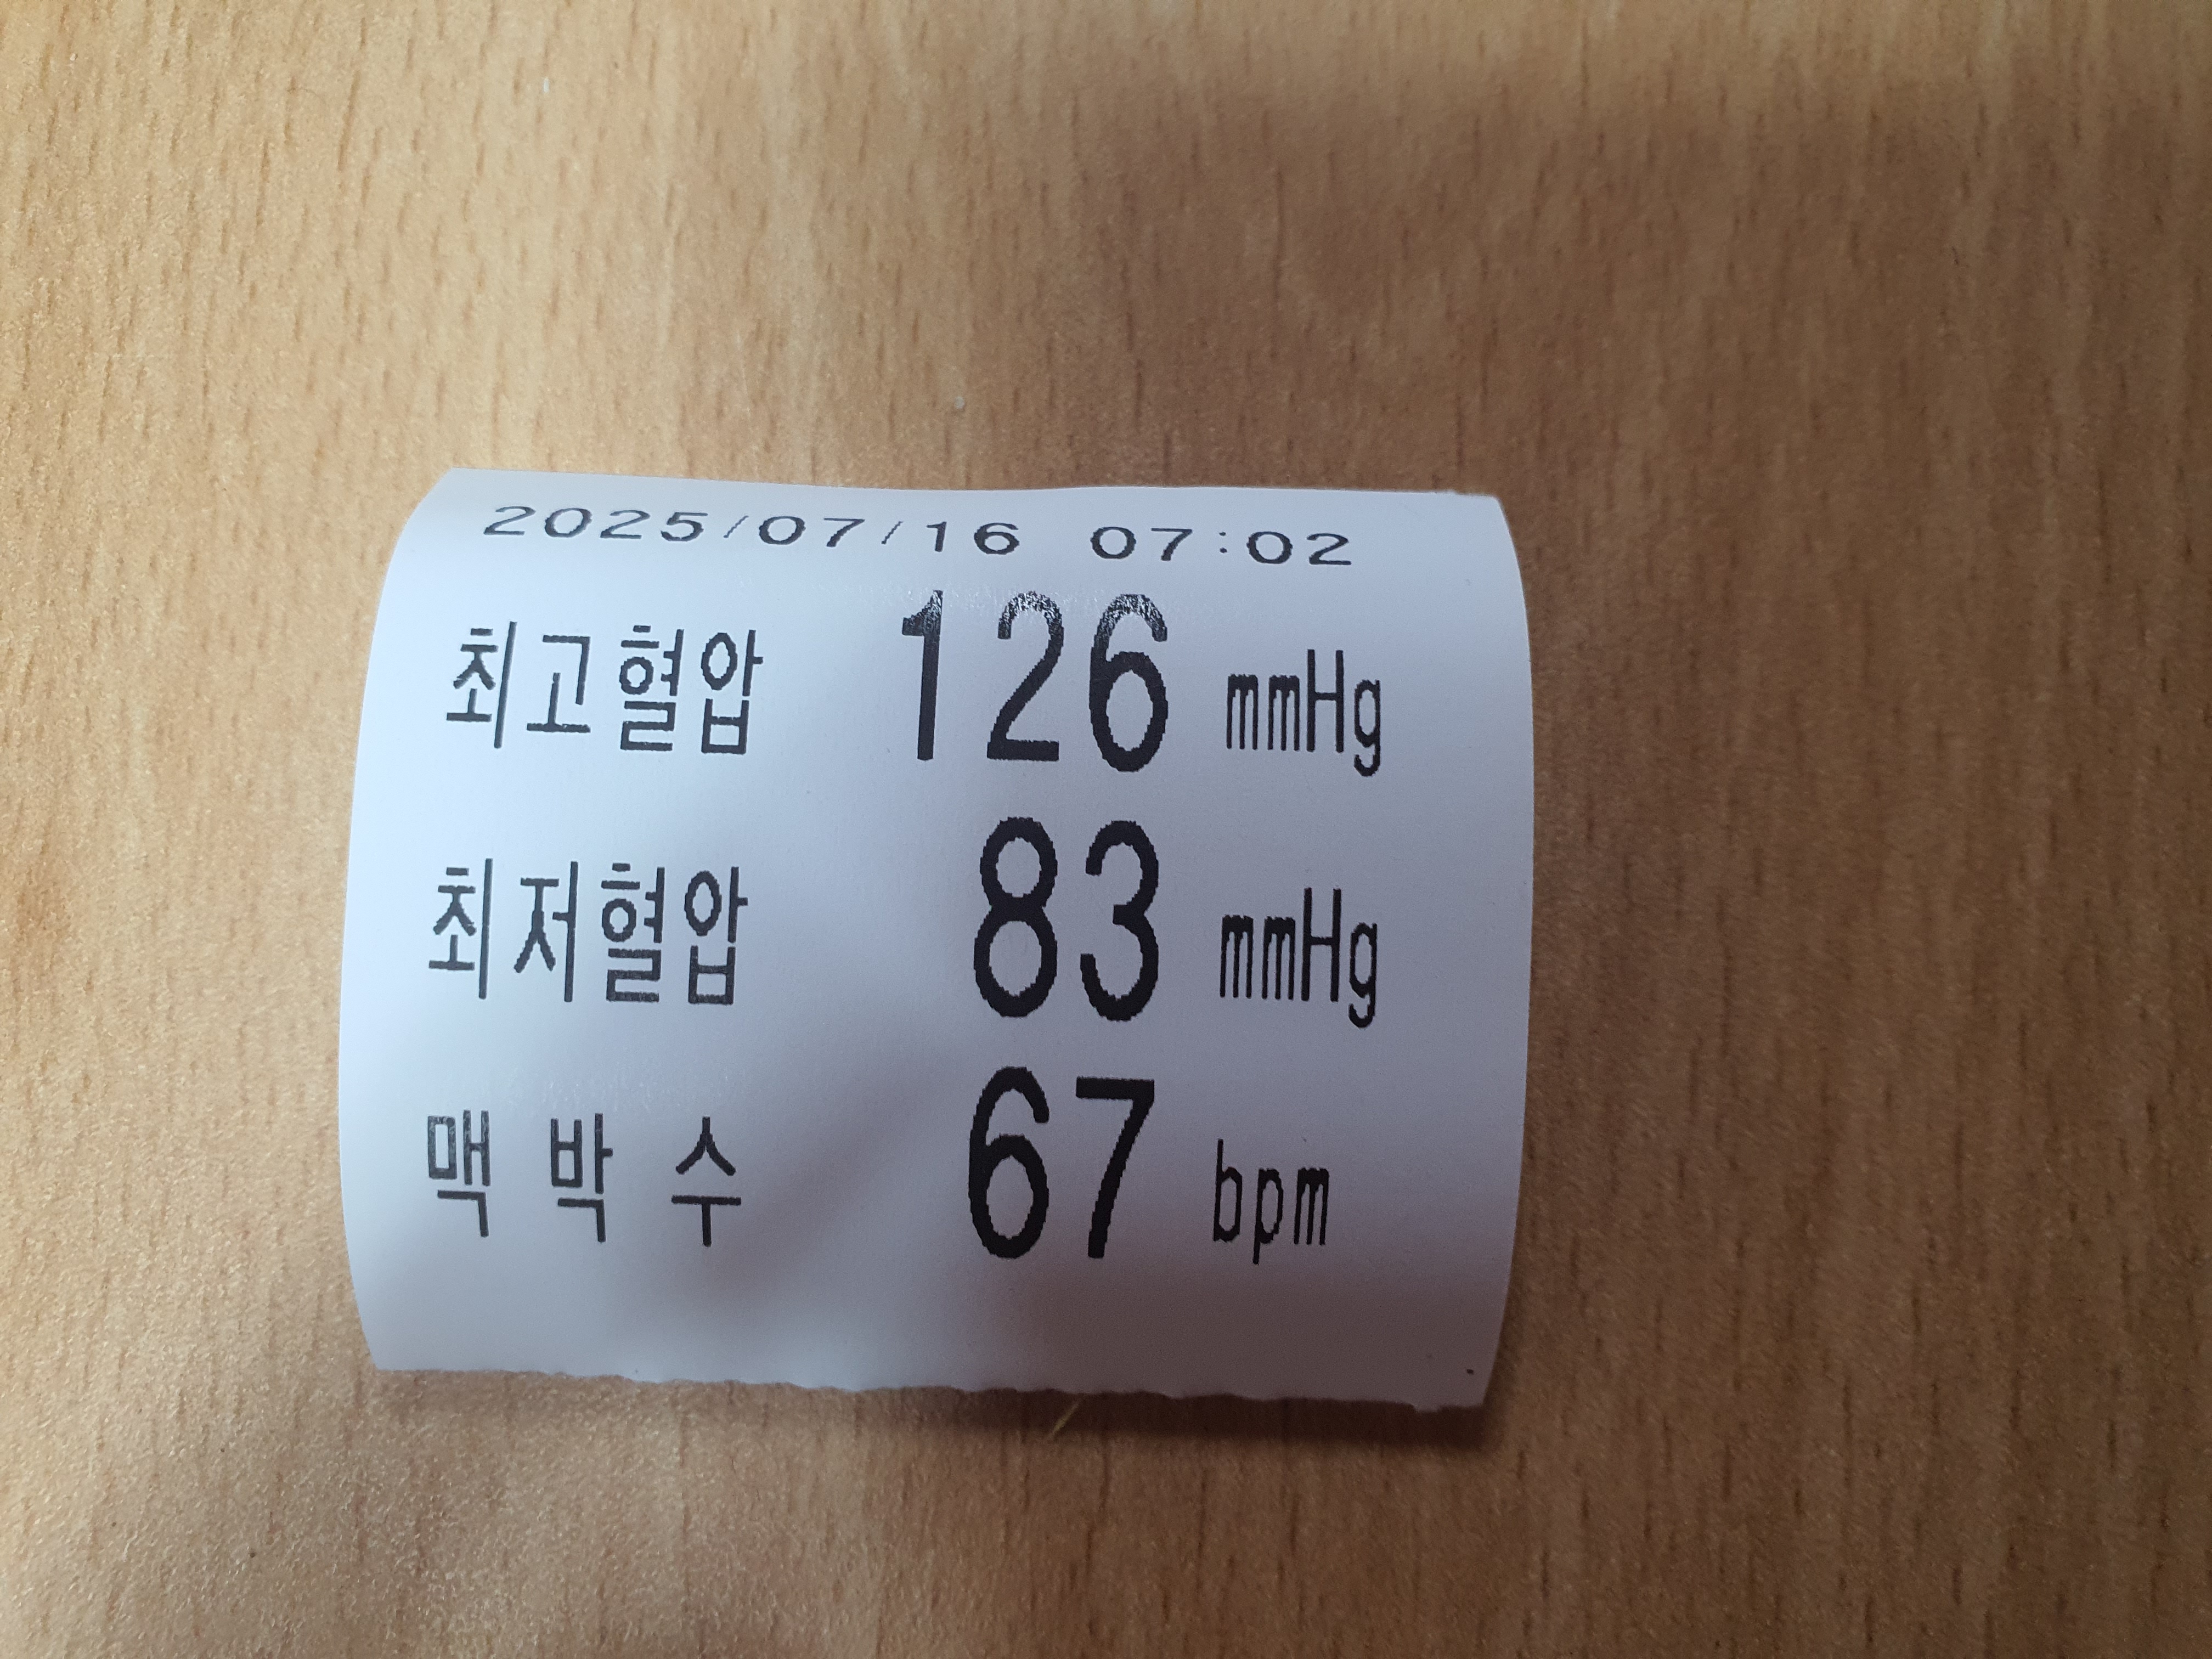 2025/07/16 07:02
최고혈압 126 mmHg
최저혈압 83 mmHg
맥 박 수 67 bpm